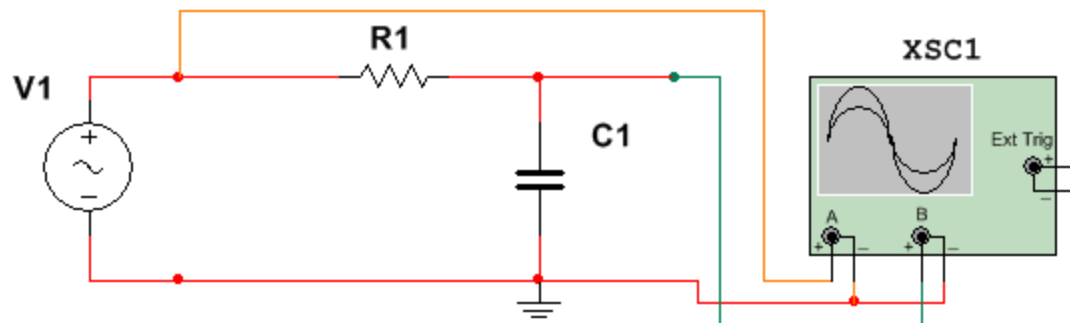 R1
XSC1
V1
C1
Ext Trig
A B